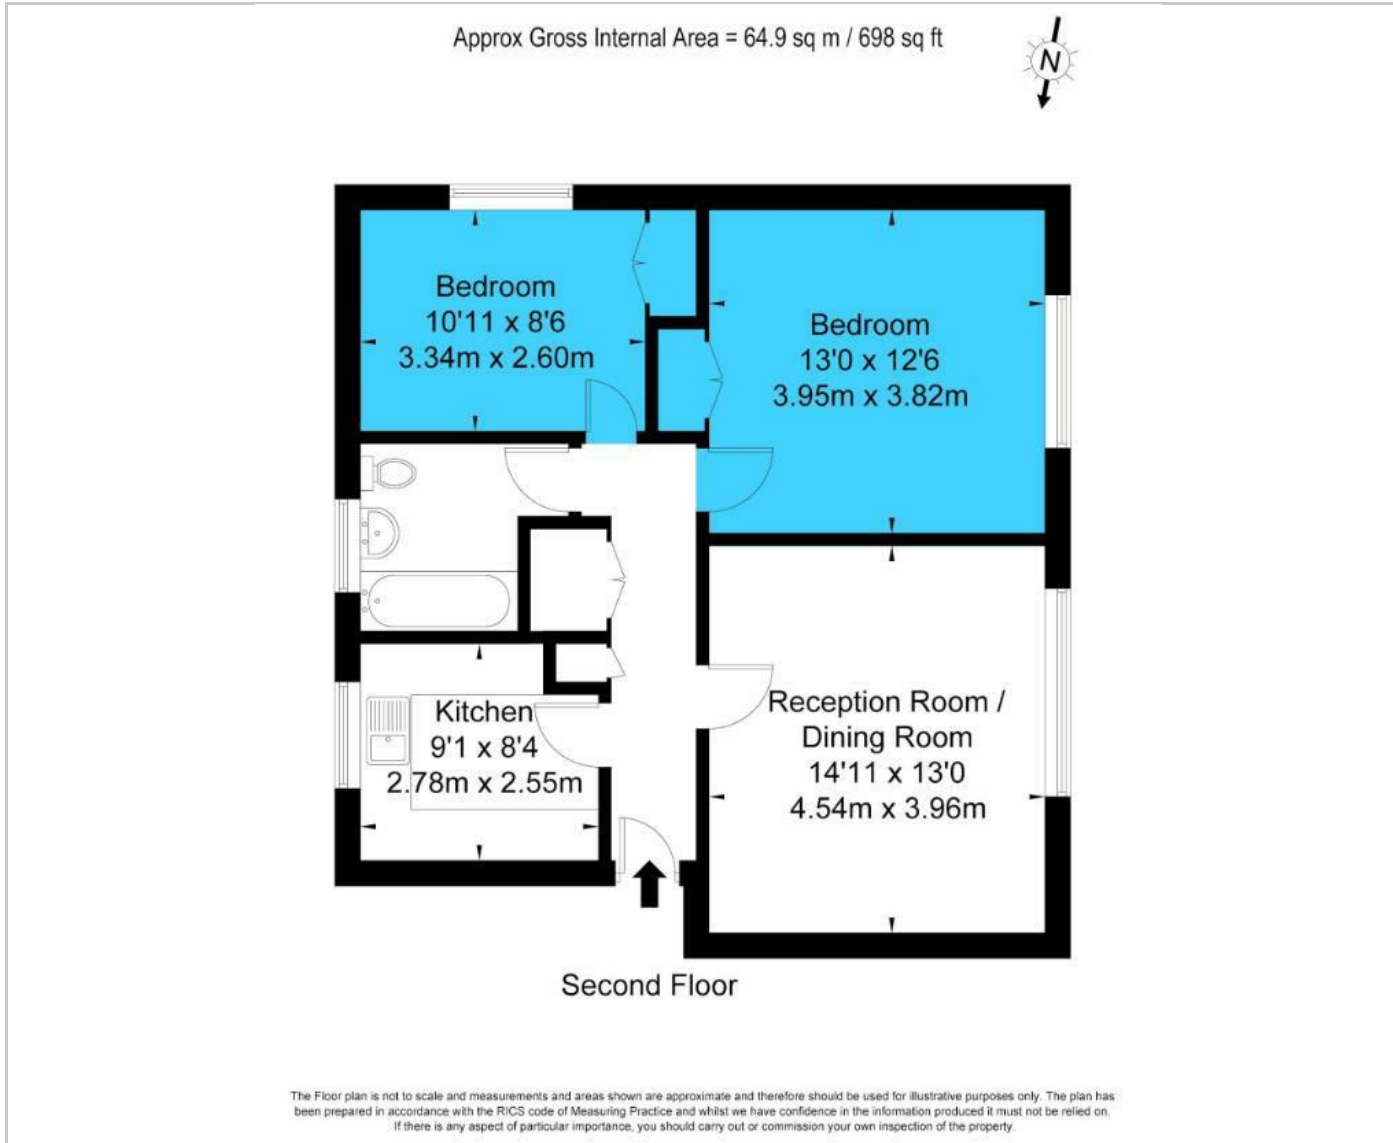 Approx Gross Internal Area = 64.9 sq m / 698 sq ft
N
Bedroom
10'11 x 8'6
3.34m x 2.60m
Bedroom
13'0 x 12'6
3.95m x 3.82m
Kitchen
9'1 x 8'4
2.78m x 2.55m
Reception Room /
Dining Room
14'11 x 13'0
4.54m x 3.96m
Second Floor
The Floor plan is not to scale and measurements and areas shown are approximate and therefore should be used for illustrative purposes only. The plan has
been prepared in accordance with the RICS code of Measuring Practice and whilst we have confidence in the information produced it must not be relied on.
If there is any aspect of particular importance, you should carry out or commission your own inspection of the property.